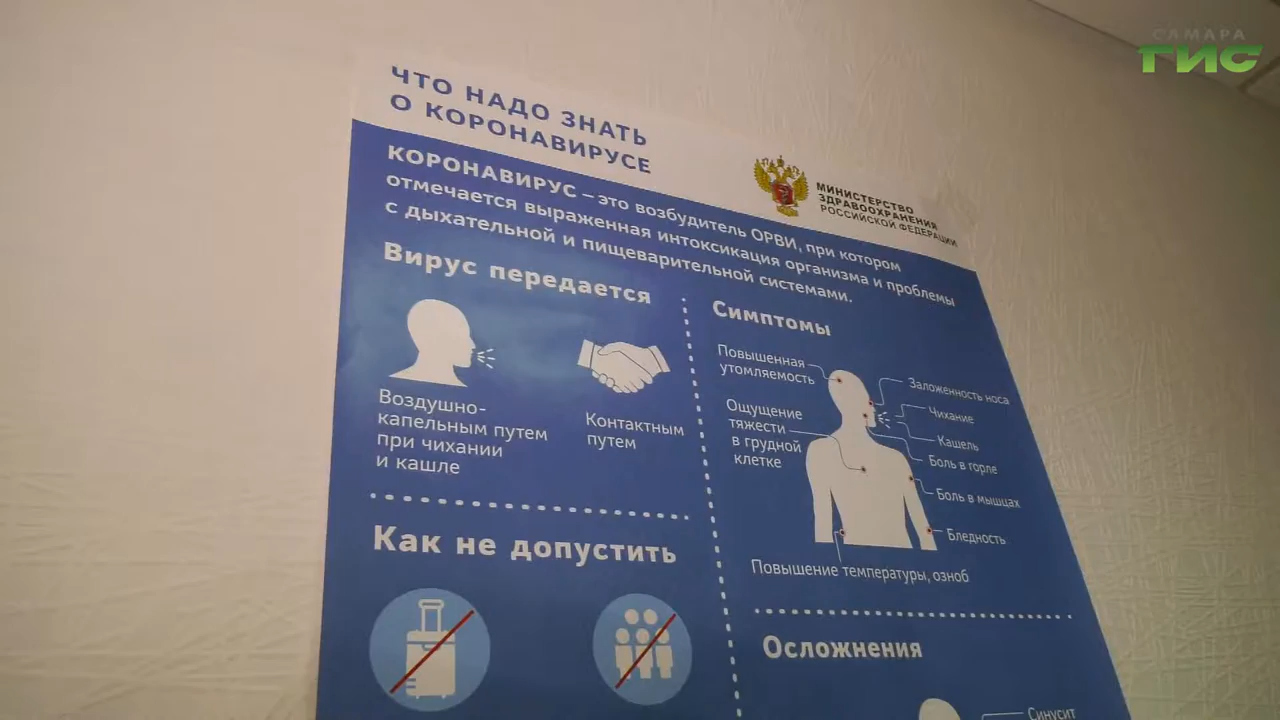 САМАРА
ГИС
ЧТО НАДО ЗНАТЬ
О КОРОНАВИРУСЕ
МИНИСТЕРСТВО
ЗДРАВООХРАНЕНИЯ
РОССИЙСКОЙ ФЕДЕРАЦИИ
КОРОНАВИРУС – это возбудитель ОРВИ, при котором
отмечается выраженная интоксикация организма и проблемы
с дыхательной и пищеварительной системами.
Вирус передается
Воздушно-
капельным путем
при чихании
и кашле
Контактным
путем
Как не допустить
Симптомы
Повышенная
утомляемость
Ощущение
тяжести
в грудной
клетке
Заложенность носа
Чихание
Кашель
Боль в горле
Боль в мышцах
Бледность
Повышение температуры, озноб
Осложнения
Синусит